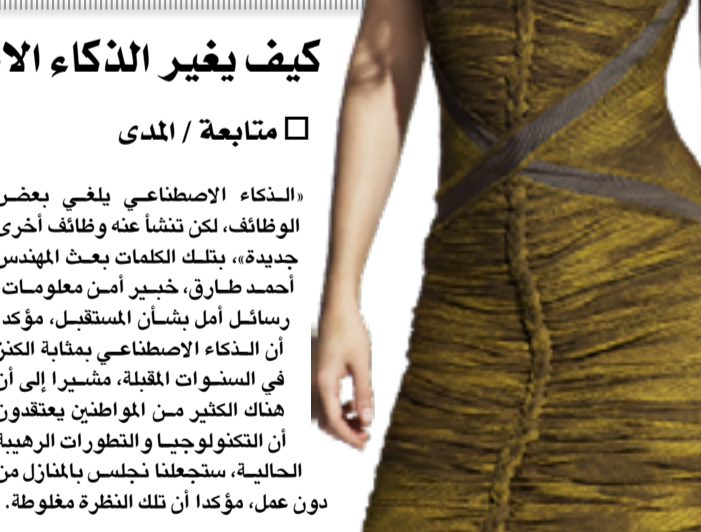 كيف يغير الذكاء
متابعة / المدى
«الذكاء الاصطناعي يلغي بعض
الوظائف، لكن تنشأ عنه وظائف أخرى
جديدة»، بتلك الكلمات بعث المهندس
أحمد طارق، خبير أمن معلومات
رسائل أمل بشأن المستقبل، مؤكد
أن الذكاء الاصطناعي بمثابة الكنز
في السنوات المقبلة، مشيرا إلى أن
هناك الكثير من المواطنين يعتقدون
أن التكنولوجيا والتطورات الرهيبة
الحالية، ستجعلنا نجلس بالمنازل من
دون عمل، مؤكدا أن تلك النظرة مغلوطة.